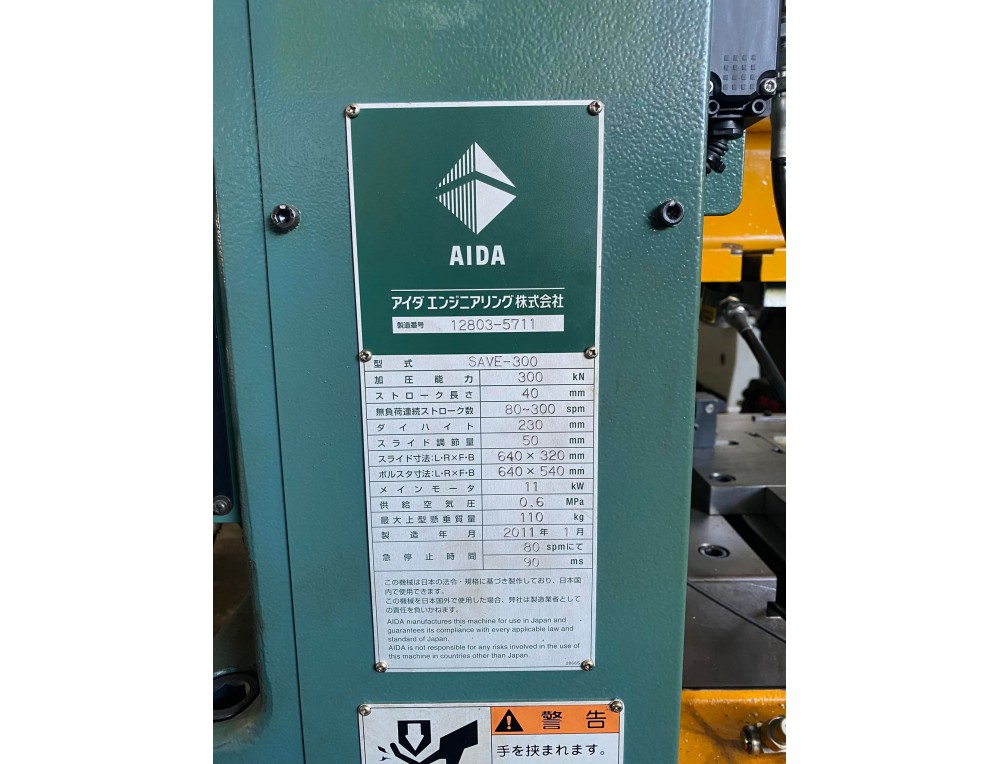 AIDA
アイダエンジニアリング株式会社
製造番号 12803-5711
型式 SAVE-300
加圧能力 300 kN
ストローク長さ 40 mm
無負荷連続ストローク数 80~300 spm
ダイハイト 230 mm
スライド調節量 50 mm
スライド寸法:L・R×F・B 640×320 mm
ボルスタ寸法:L・R×F・B 640×540 mm
メインモータ 11 kW
供給空気圧 0.6 MPa
最大上型懸垂質量 110 kg
製造年月 2011年 1月
急停止時間 80 spmにて
90 ms
この機械は日本の法令・規格に基づき製作しており、日本国
内で使用できます。
この機械を日本国外で使用した場合、弊社は製造業者として
の責任を負いかねます。
AIDA manufactures this machine for use in Japan and
guarantees its compliance with every applicable law and
standard of Japan.
AIDA is not responsible for any risks involved in the use of
this machine in countries other than Japan.
警告
手を挟まれます。